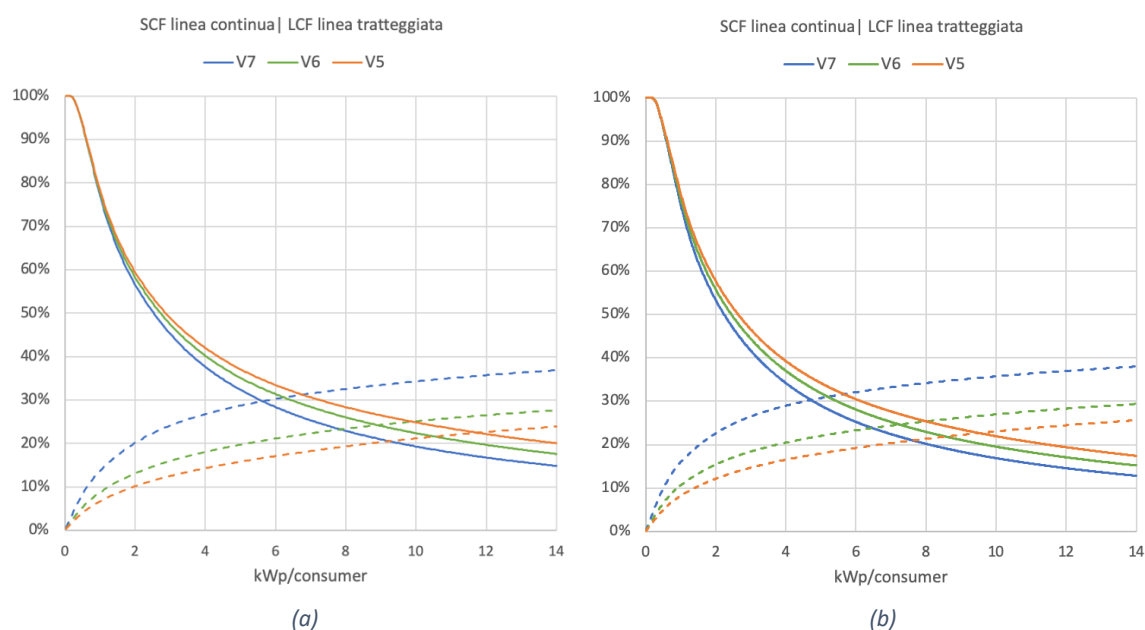 SCF linea continua| LCF linea tratteggiata
V7 V6 V5
100%
90%
80%
70%
60%
50%
40%
30%
20%
10%
0%
0 2 4 6 8 10 12 14
kWp/consumer
(a)
SCF linea continua| LCF linea tratteggiata
V7 V6 V5
100%
90%
80%
70%
60%
50%
40%
30%
20%
10%
0%
0 2 4 6 8 10 12 14
kWp/consumer
(b)